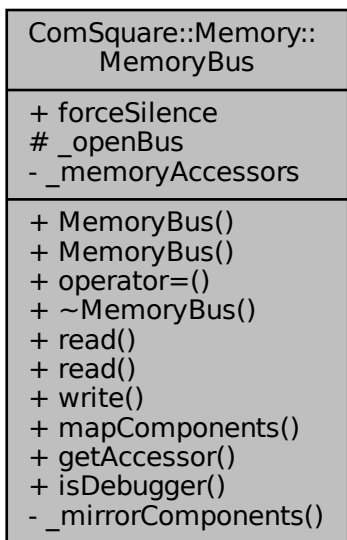 ComSquare::Memory::
MemoryBus
+ forceSilence
# _openBus
- _memoryAccessors
+ MemoryBus()
+ MemoryBus()
+ operator=()
+ ~MemoryBus()
+ read()
+ read()
+ write()
+ mapComponents()
+ getAccessor()
+ isDebugger()
- _mirrorComponents()